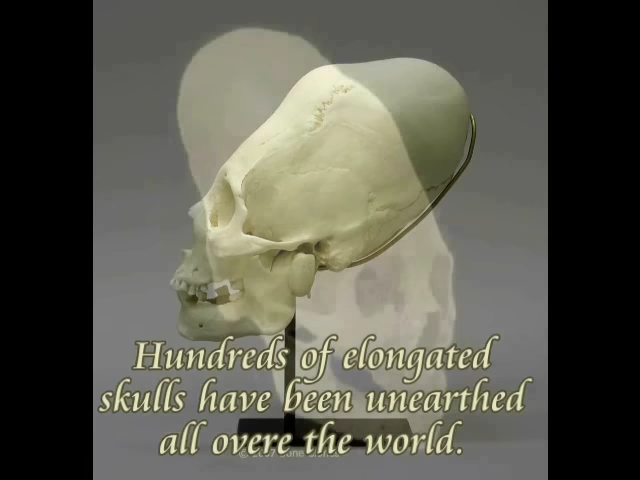 Hundreds of elongated
skulls have been unearthed
all overe the world.